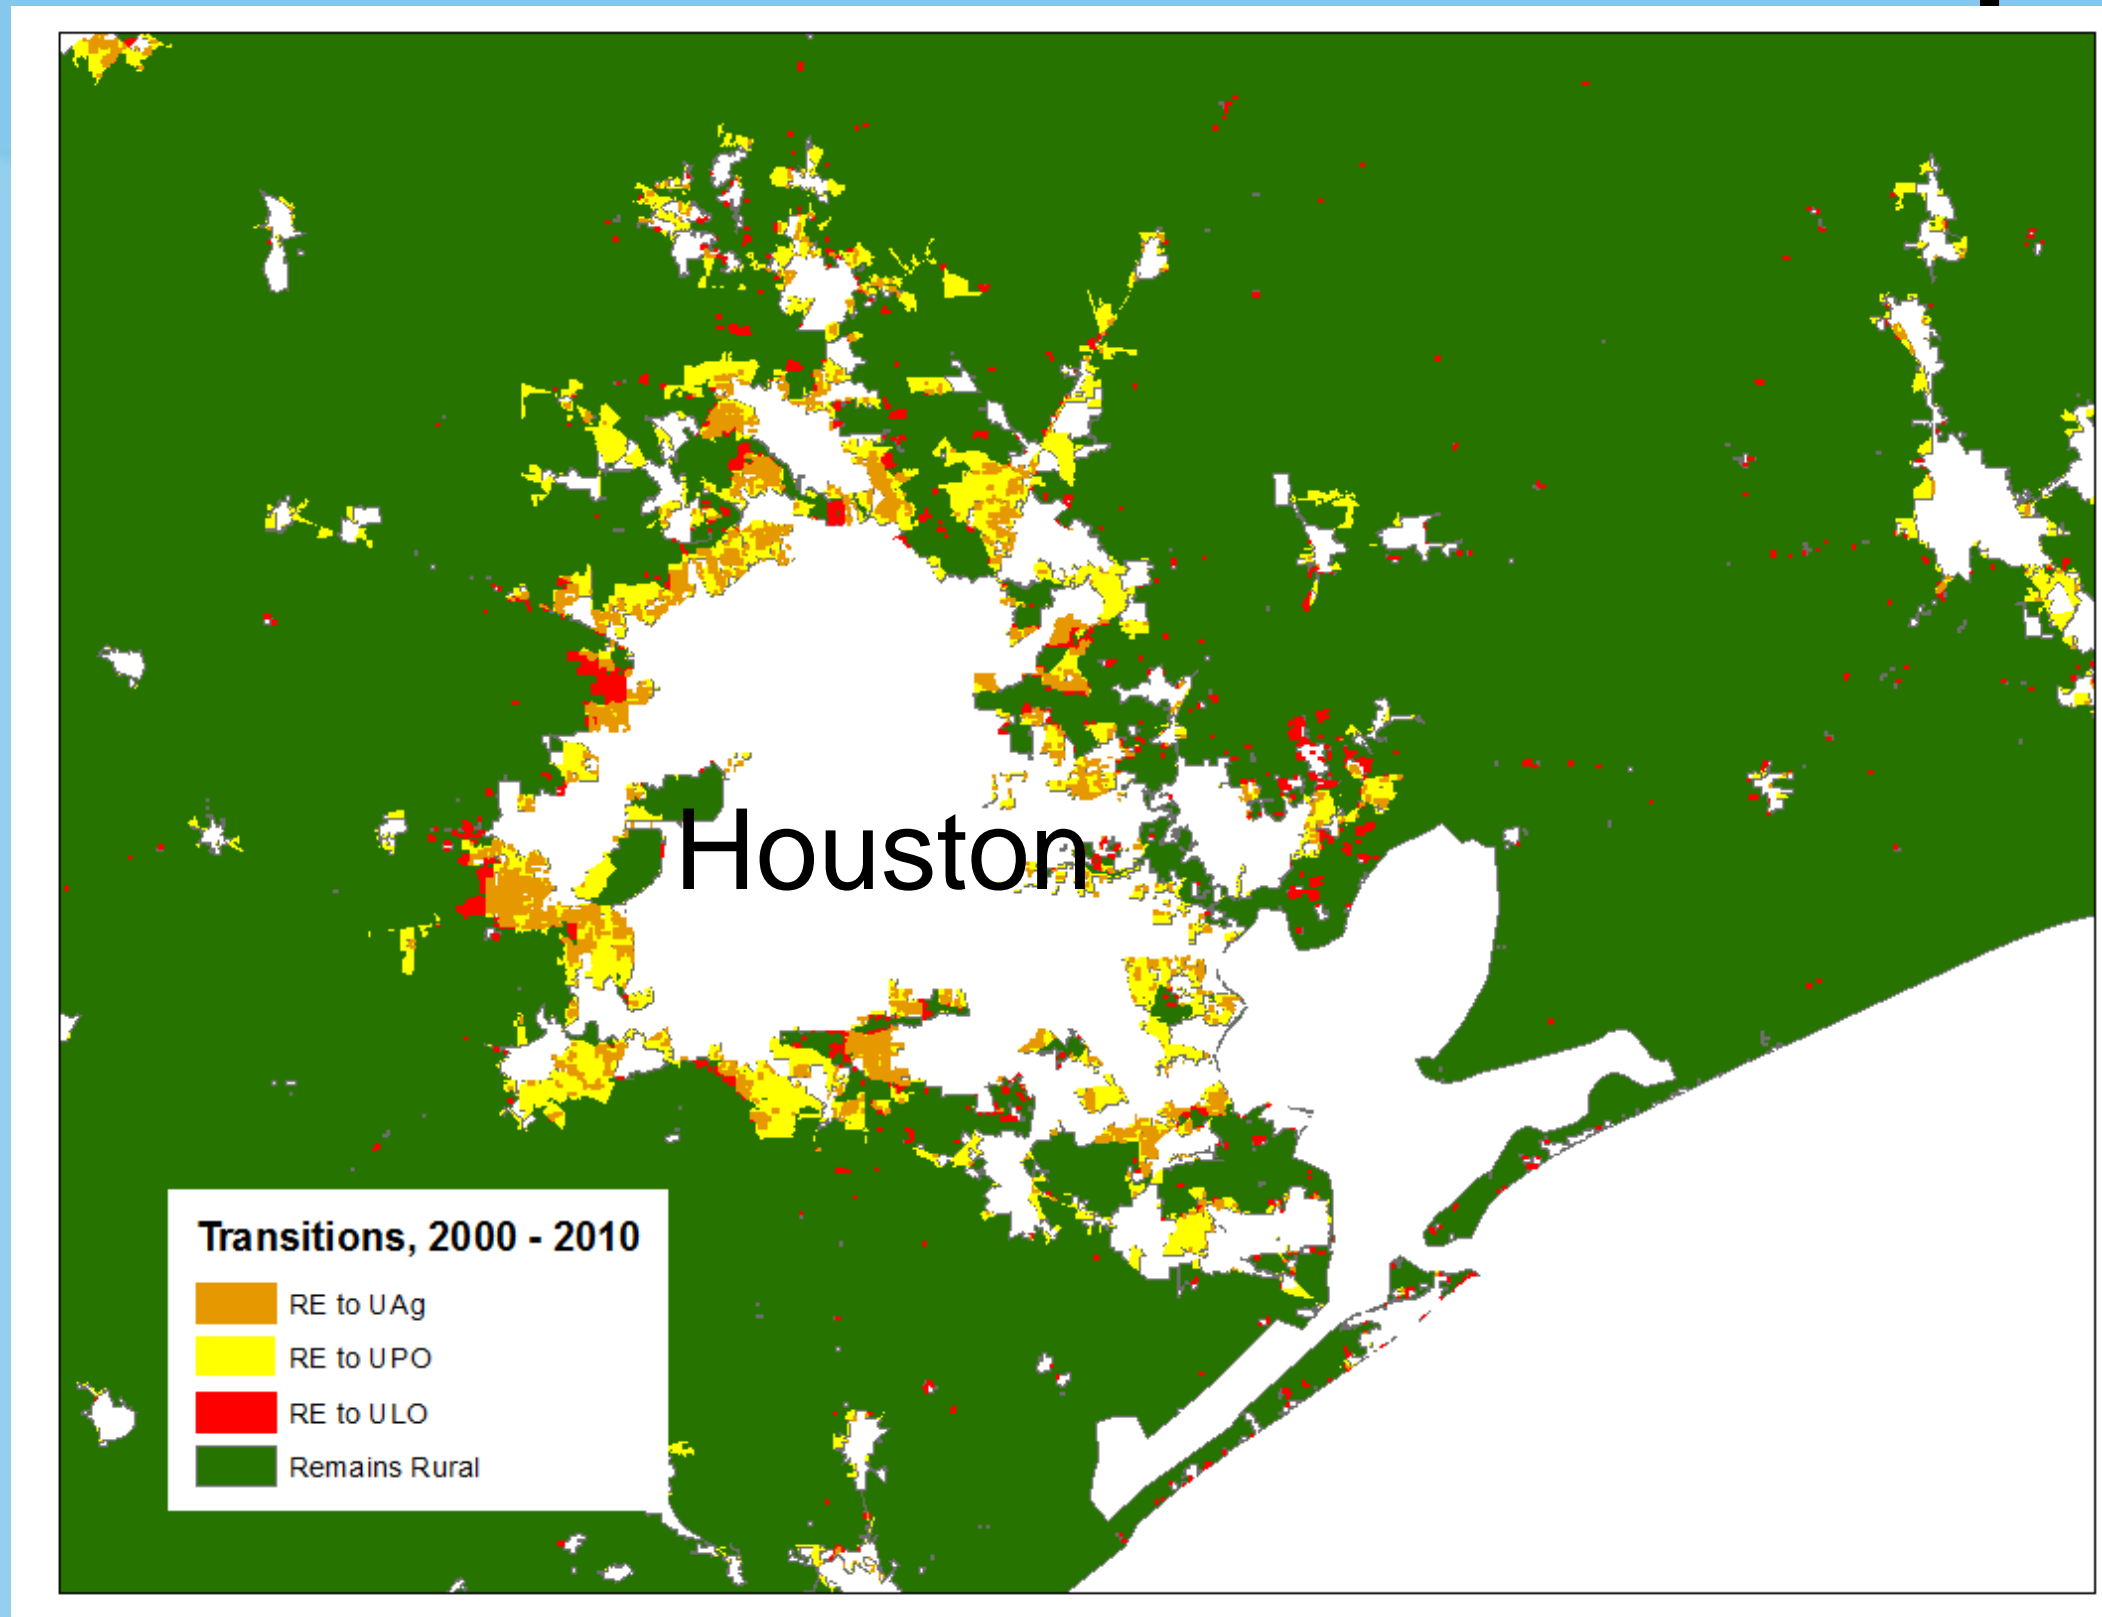 Houston
Transitions, 2000 - 2010
RE to UAg
RE to UPO
RE to ULO
Remains Rural